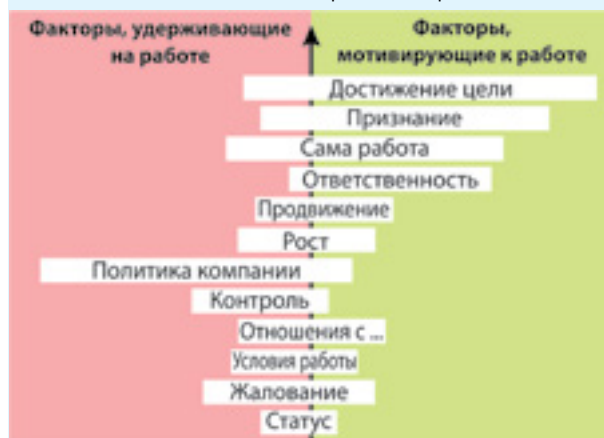 Факторы, удерживающие
на работе
Факторы,
мотивирующие к работе
Достижение цели
Признание
Сама работа
Ответственность
Продвижение
Рост
Политика компании
Контроль
Отношения с ...
Условия работы
Жалование
Статус